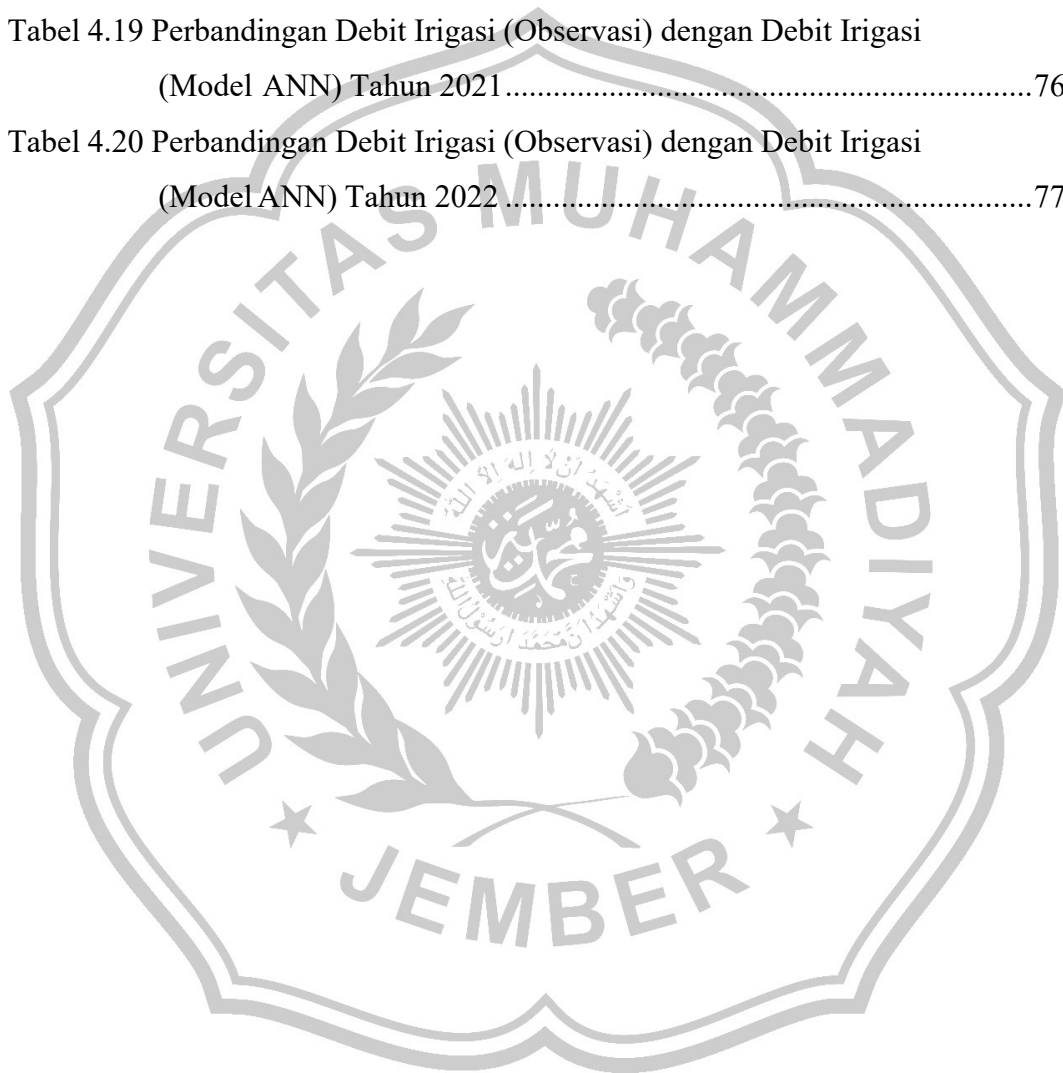 Tabel 4.19 Perbandingan Debit Irigasi (Observasi) dengan Debit Irigasi
(Model ANN) Tahun 2021..................................................................76
Tabel 4.20 Perbandingan Debit Irigasi (Observasi) dengan Debit Irigasi
(Model ANN) Tahun 2022 ..................................................................77
UNIVERSITAS MUHAMMADIYAH
JEMBER